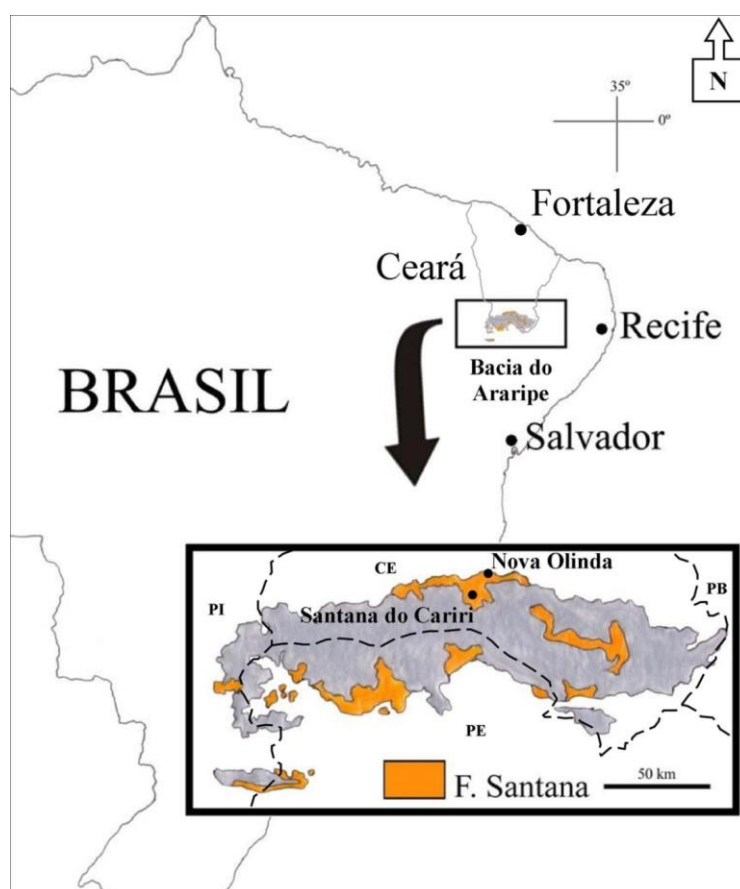 N
35º
0º
Fortaleza
Ceará
Recife
Bacia do
Araripe
BRASIL
Salvador
Nova Olinda
CE
PB
PI
Santana do Cariri
PE
F. Santana
50 km